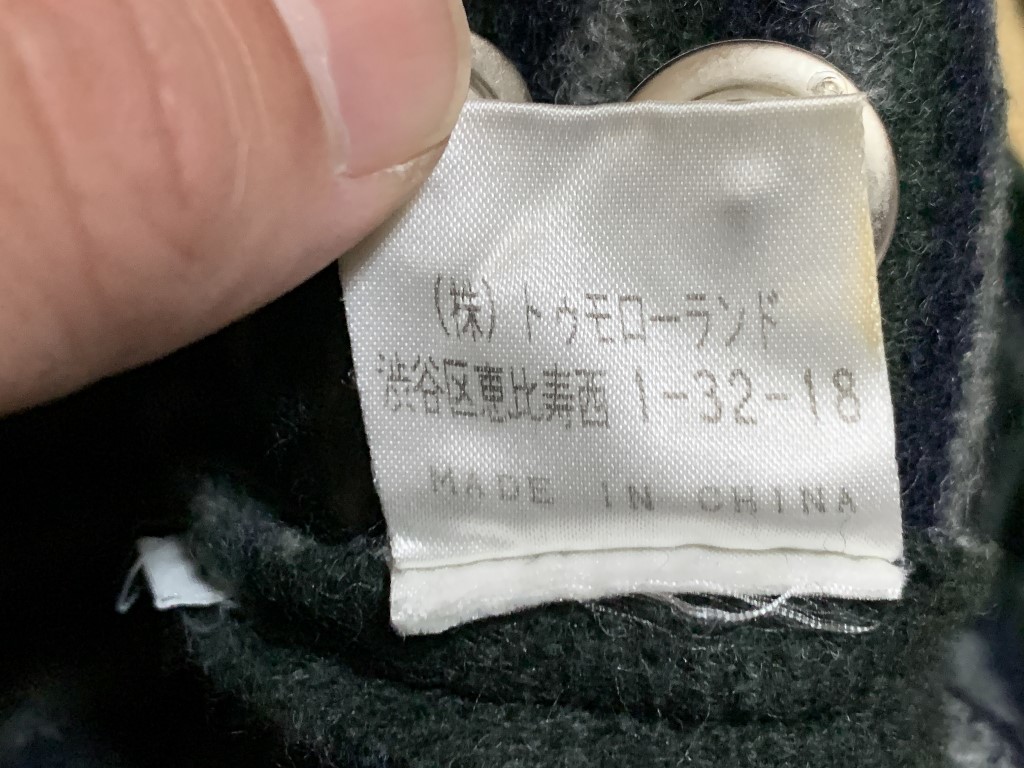 (株)トゥモローランド
渋谷区恵比寿西 1-32-18
MADE IN CHINA